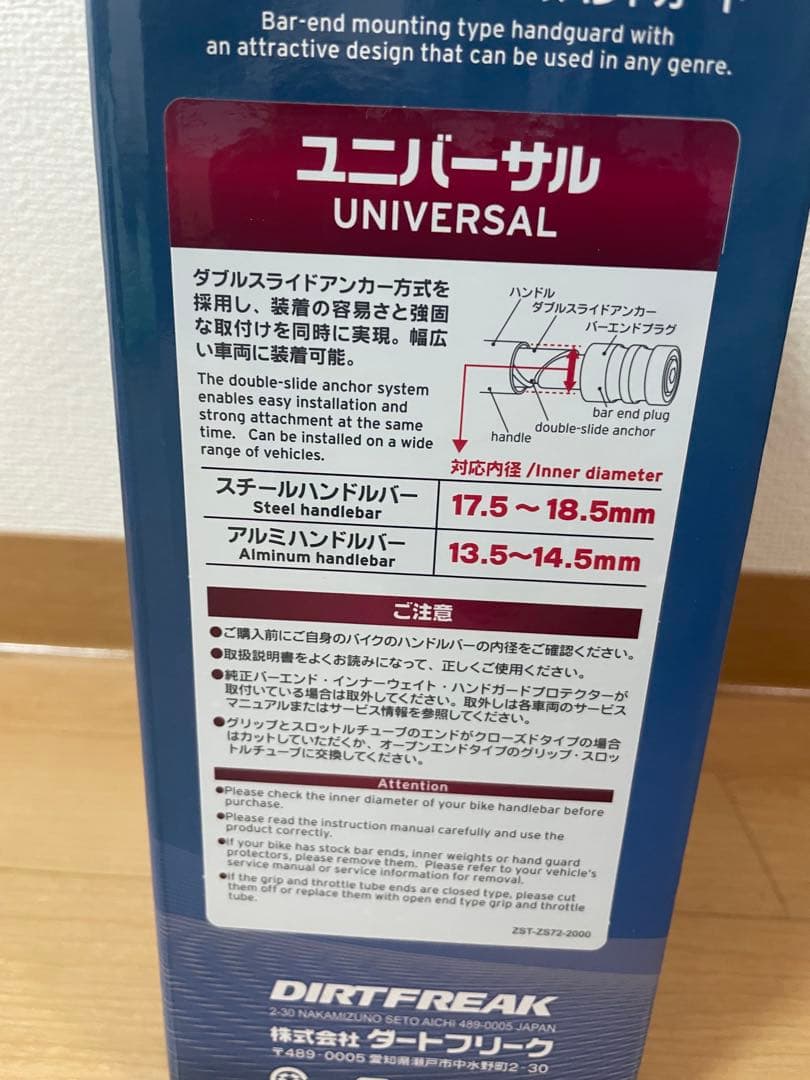 Bar-end mounting type handguard with
an attractive design that can be used in any genre.
ユニバーサル
UNIVERSAL
ダブルスライドアンカー方式を
採用し、装着の容易さと強固
な取付けを同時に実現。幅広
い車両に装着可能。
The double-slide anchor system
enables easy installation and
strong attachment at the same
time. Can be installed on a wide
range of vehicles.
ハンドル
ダブルスライドアンカー
バーエンドプラグ
bar end plug
double-slide anchor
handle
対応内径/Inner diameter
スチールハンドルバー
Steel handlebar
17.5～18.5mm
アルミハンドルバー
Alminum handlebar
13.5～14.5mm
ご注意
●ご購入前にご自身のバイクのハンドルバーの内径をご確認ください。
●取扱説明書をよくお読みになって、正しくご使用ください。
●純正バーエンド・インナーウェイト・ハンドガードプロテクターが
取付いている場合は取外してください。取外しは各車両のサービス
マニュアルまたはサービス情報を参照してください。
●グリップとスロットルチューブのエンドがクローズドタイプの場合
はカットしていただくか、オープンエンドタイプのグリップ・スロッ
トルチューブに交換してください。
Attention
●Please check the inner diameter of your bike handlebar before
purchase.
●Please read the instruction manual carefully and use the
product correctly.
●If your bike has stock bar ends, inner weights or hand guard
protectors, please remove them. Please refer to your vehicle's
service manual or service information for removal.
●If the grip and throttle tube ends are closed type, please cut
them off or replace them with open end type grip and throttle
tube.
ZST-ZS72-2000
DIRTFREAK
2-30 NAKAMIZUNO SETO AICHI 489-0005 JAPAN
株式会社 ダートフリーク
〒489-0005 愛知県瀬戸市中水野町2-30